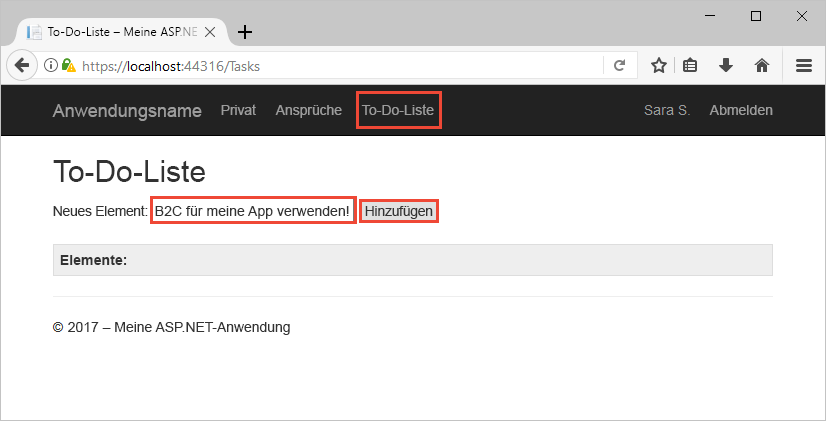 To-Do-Liste – Meine ASP.NE
https://localhost:44316/Tasks
Anwendungsname Privat Ansprüche To-Do-Liste Sara S. Abmelden
To-Do-Liste
Neues Element: B2C für meine App verwenden! Hinzufügen
Elemente:
© 2017 – Meine ASP.NET-Anwendung